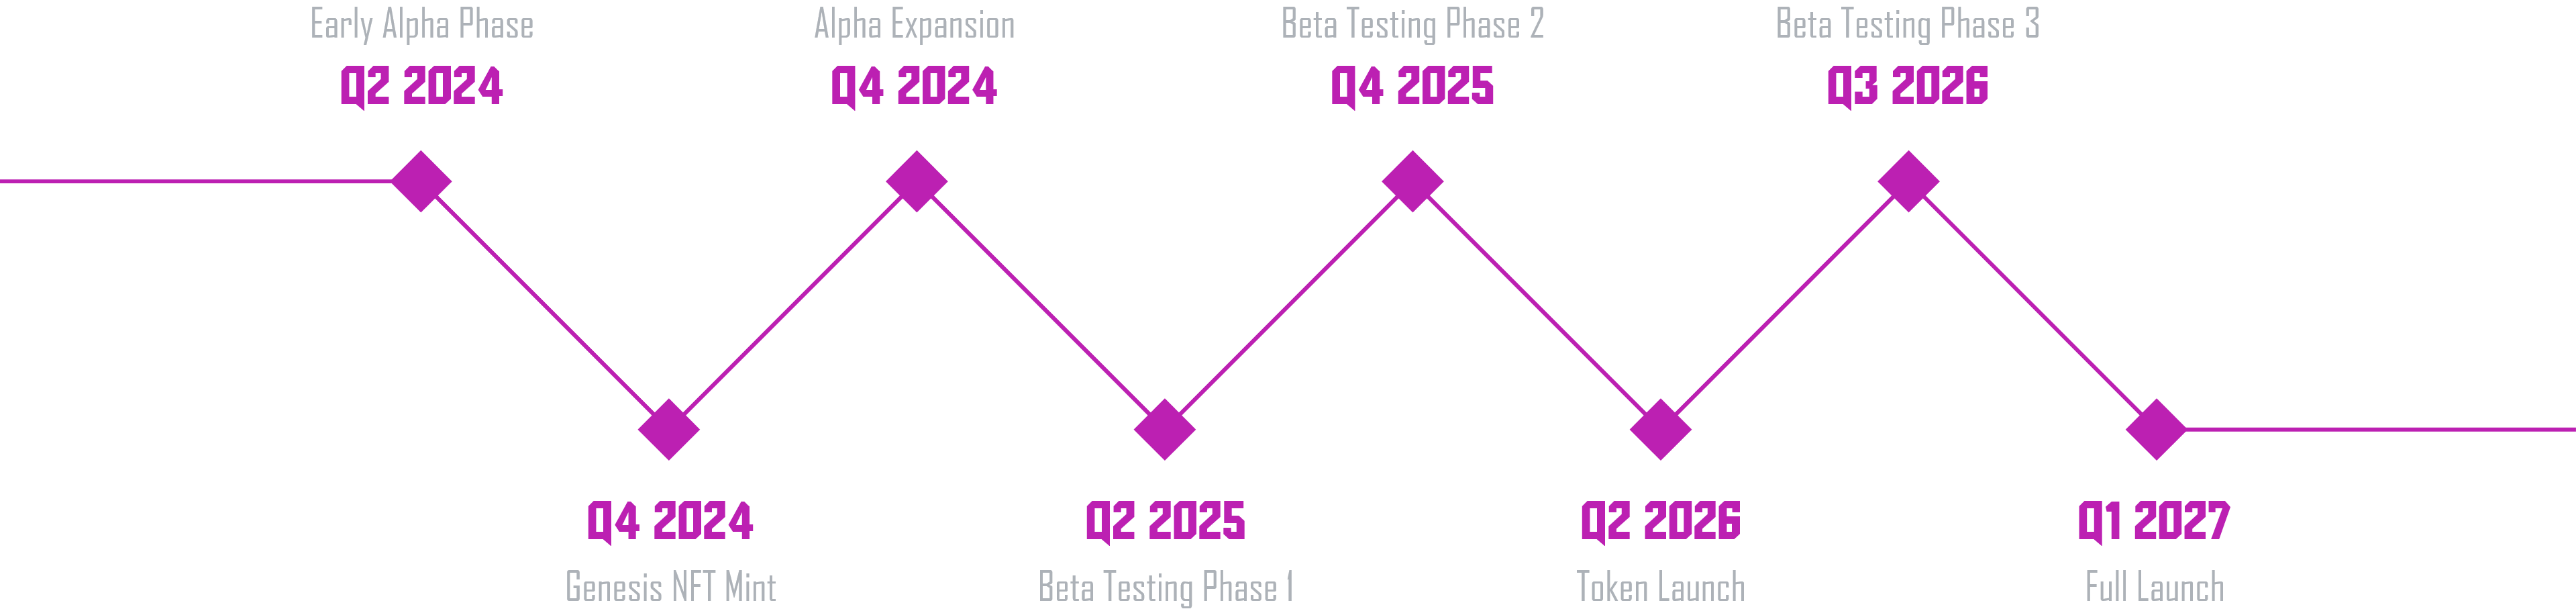 Early Alpha Phase
Q2 2024
Alpha Expansion
Q4 2024
Beta Testing Phase 2
Q4 2025
Beta Testing Phase 3
Q3 2026
Q4 2024
Genesis NFT Mint
Q2 2025
Beta Testing Phase 1
Q2 2026
Token Launch
Q1 2027
Full Launch